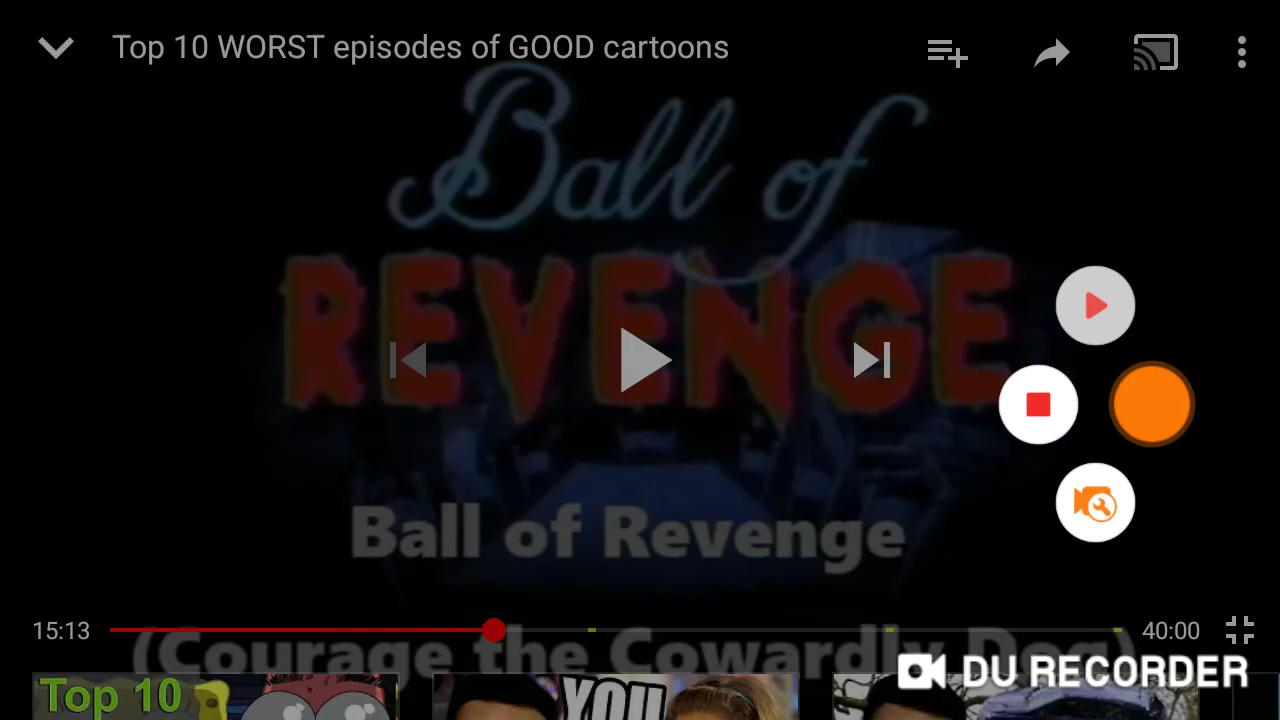 Top 10 WORST episodes of GOOD cartoons
Ball of
REVENGE
Ball of Revenge
15:13
40:00
(Courage the Cowardly Dog)
DU RECORDER
Top 10
YOU